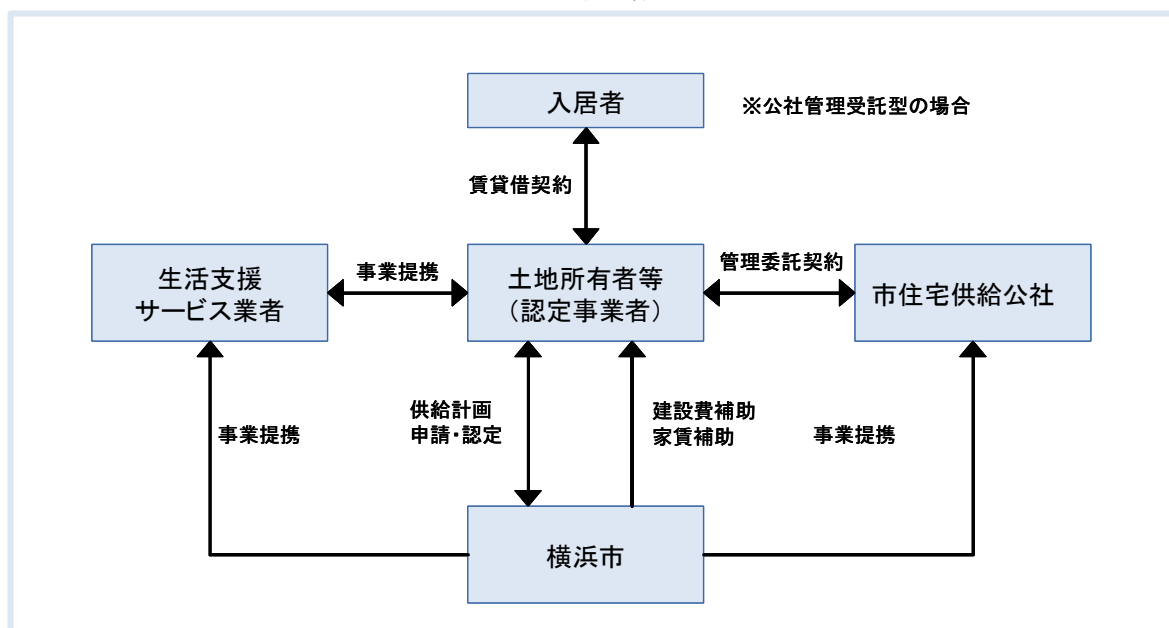 入居者
※公社管理受託型の場合
賃貸借契約
生活支援
サービス業者
事業提携
土地所有者等
（認定事業者）
管理委託契約
市住宅供給公社
事業提携
供給計画
申請・認定
建設費補助
家賃補助
事業提携
横浜市